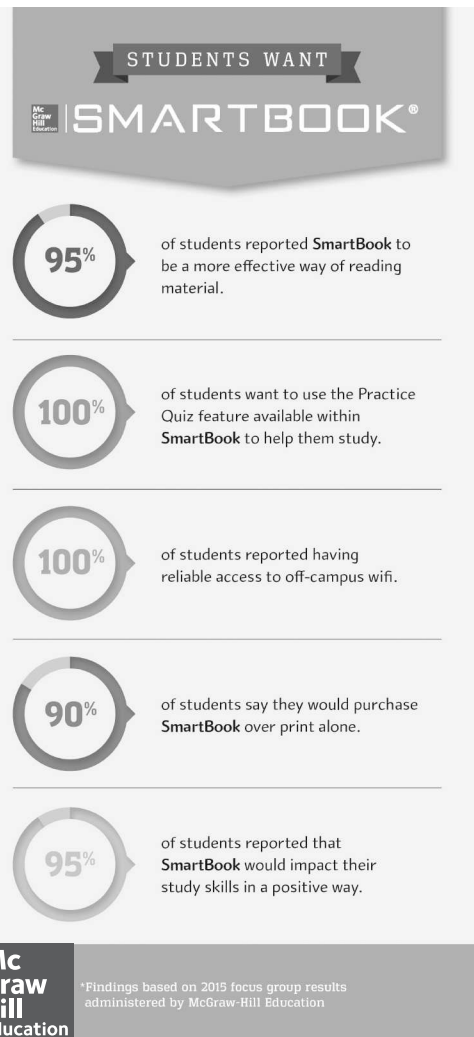 STUDENTS WANT
Mc
Graw
Hill
Education
SMARTBOOK®
95%
of students reported SmartBook to
be a more effective way of reading
material.
100%
of students want to use the Practice
Quiz feature available within
SmartBook to help them study.
100%
of students reported having
reliable access to off-campus wifi.
90%
of students say they would purchase
SmartBook over print alone.
95%
of students reported that
SmartBook would impact their
study skills in a positive way.
Mc
raw
ill
ducation
*Findings based on 2015 focus group results
administered by McGraw-Hill Education